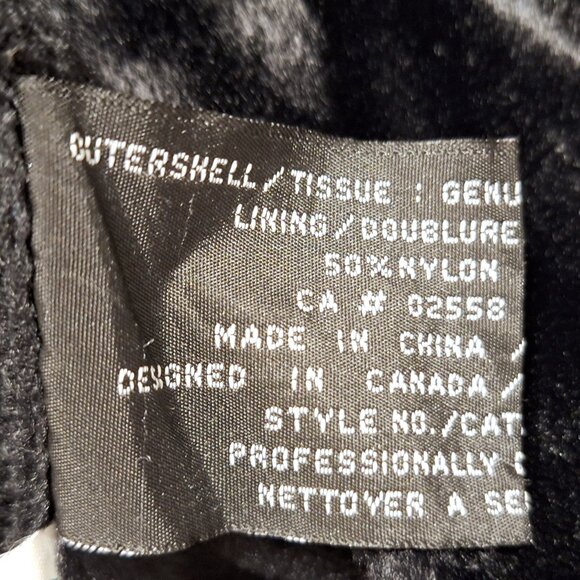 OUTERSHELL/TISSUE : GENU
LINING/DOUBLURE
50%NYLON
CA # 02558
MADE IN CHINA/
DESIGNED IN CANADA/
STYLE NO./CAT
PROFESSIONALLY
NETTOYER A SE